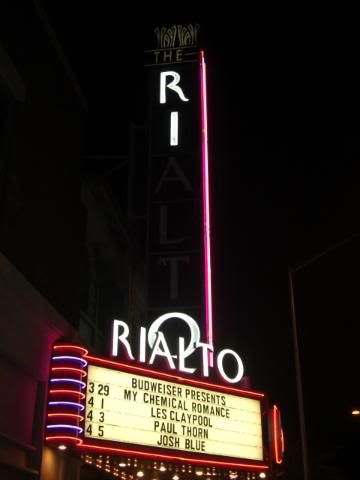 THE
RIALTO
RIALTO
BUDWEISER PRESENTS
3 29 MY CHEMICAL ROMANCE
4 1 LES CLAYPOOL
4 3 PAUL THORN
4 5 JOSH BLUE